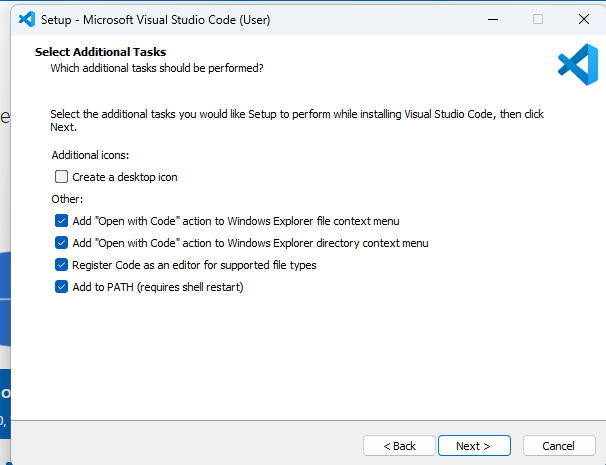 Setup - Microsoft Visual Studio Code (User)
Select Additional Tasks
Which additional tasks should be performed?
Select the additional tasks you would like Setup to perform while installing Visual Studio Code, then click
Next.
Additional icons:
Create a desktop icon
Other:
Add "Open with Code" action to Windows Explorer file context menu
Add "Open with Code" action to Windows Explorer directory context menu
Register Code as an editor for supported file types
Add to PATH (requires shell restart)
< Back
Next >
Cancel